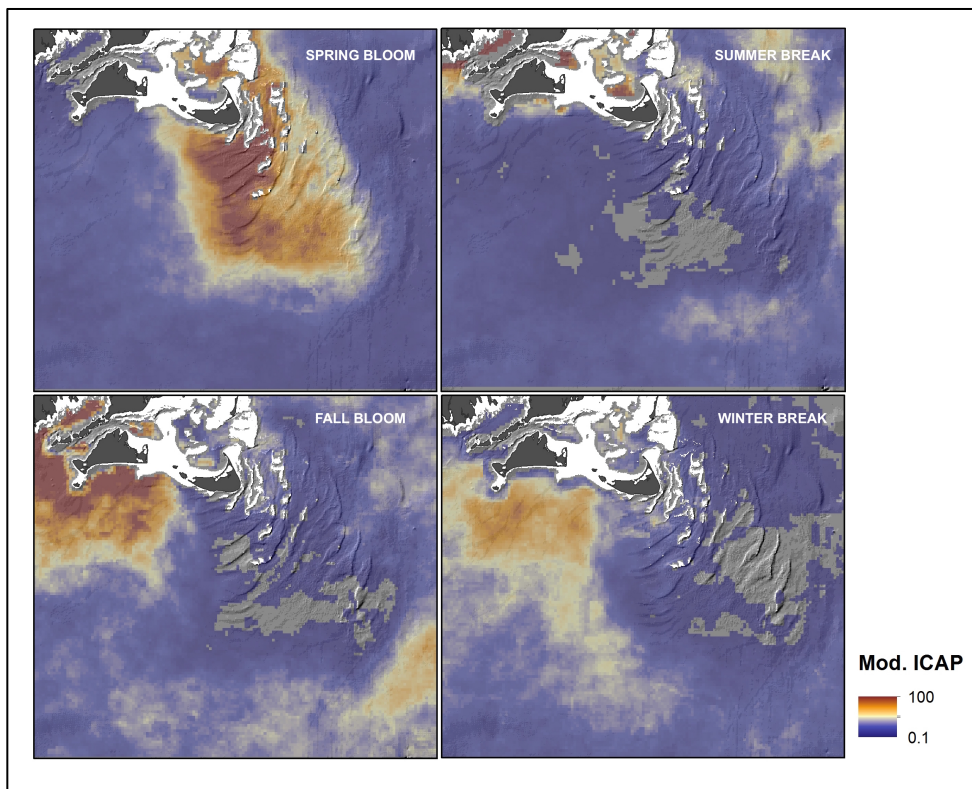 SPRING BLOOM
SUMMER BREAK
FALL BLOOM
WINTER BREAK
Mod. ICAP
100
0.1